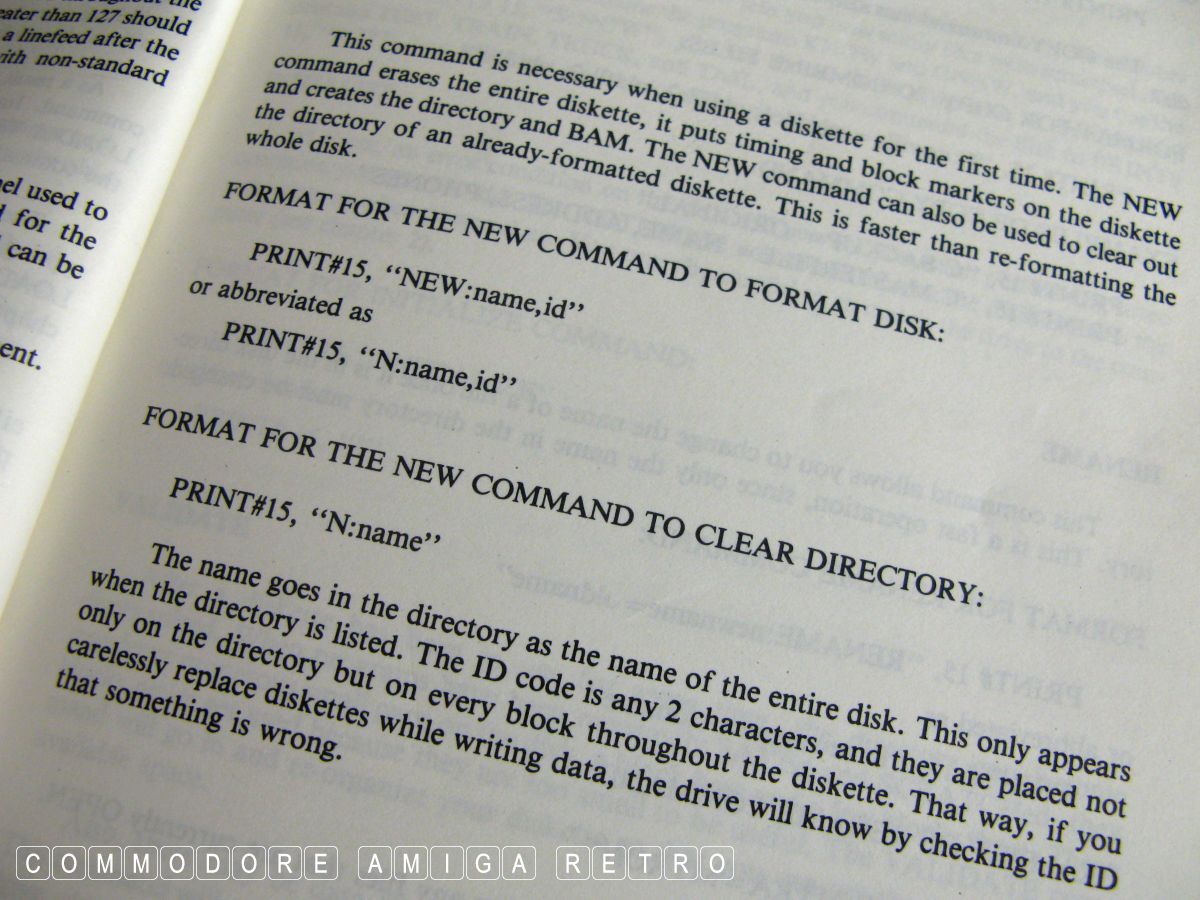 eater than 127 should
a linefeed after the
with non-standard
used to
for the
can be
This command is necessary when using a diskette for the first time. The NEW
command erases the entire diskette, it puts timing and block markers on the diskette
and creates the directory and BAM. The NEW command can also be used to clear out
the directory of an already-formatted diskette. This is faster than re-formatting the
whole disk.
FORMAT FOR THE NEW COMMAND TO FORMAT DISK:
PRINT#15, “NEW:name,id”
or abbreviated as
PRINT#15, “N:name,id”
FORMAT FOR THE NEW COMMAND TO CLEAR DIRECTORY:
PRINT#15, “N:name”
The name goes in the directory as the name of the entire disk. This only appears
when the directory is listed. The ID code is any 2 characters, and they are placed not
only on the directory but on every block throughout the diskette. That way, if you
carelessly replace diskettes while writing data, the drive will know by checking the ID
that something is wrong.
COMMODORE AMIGA RETRO